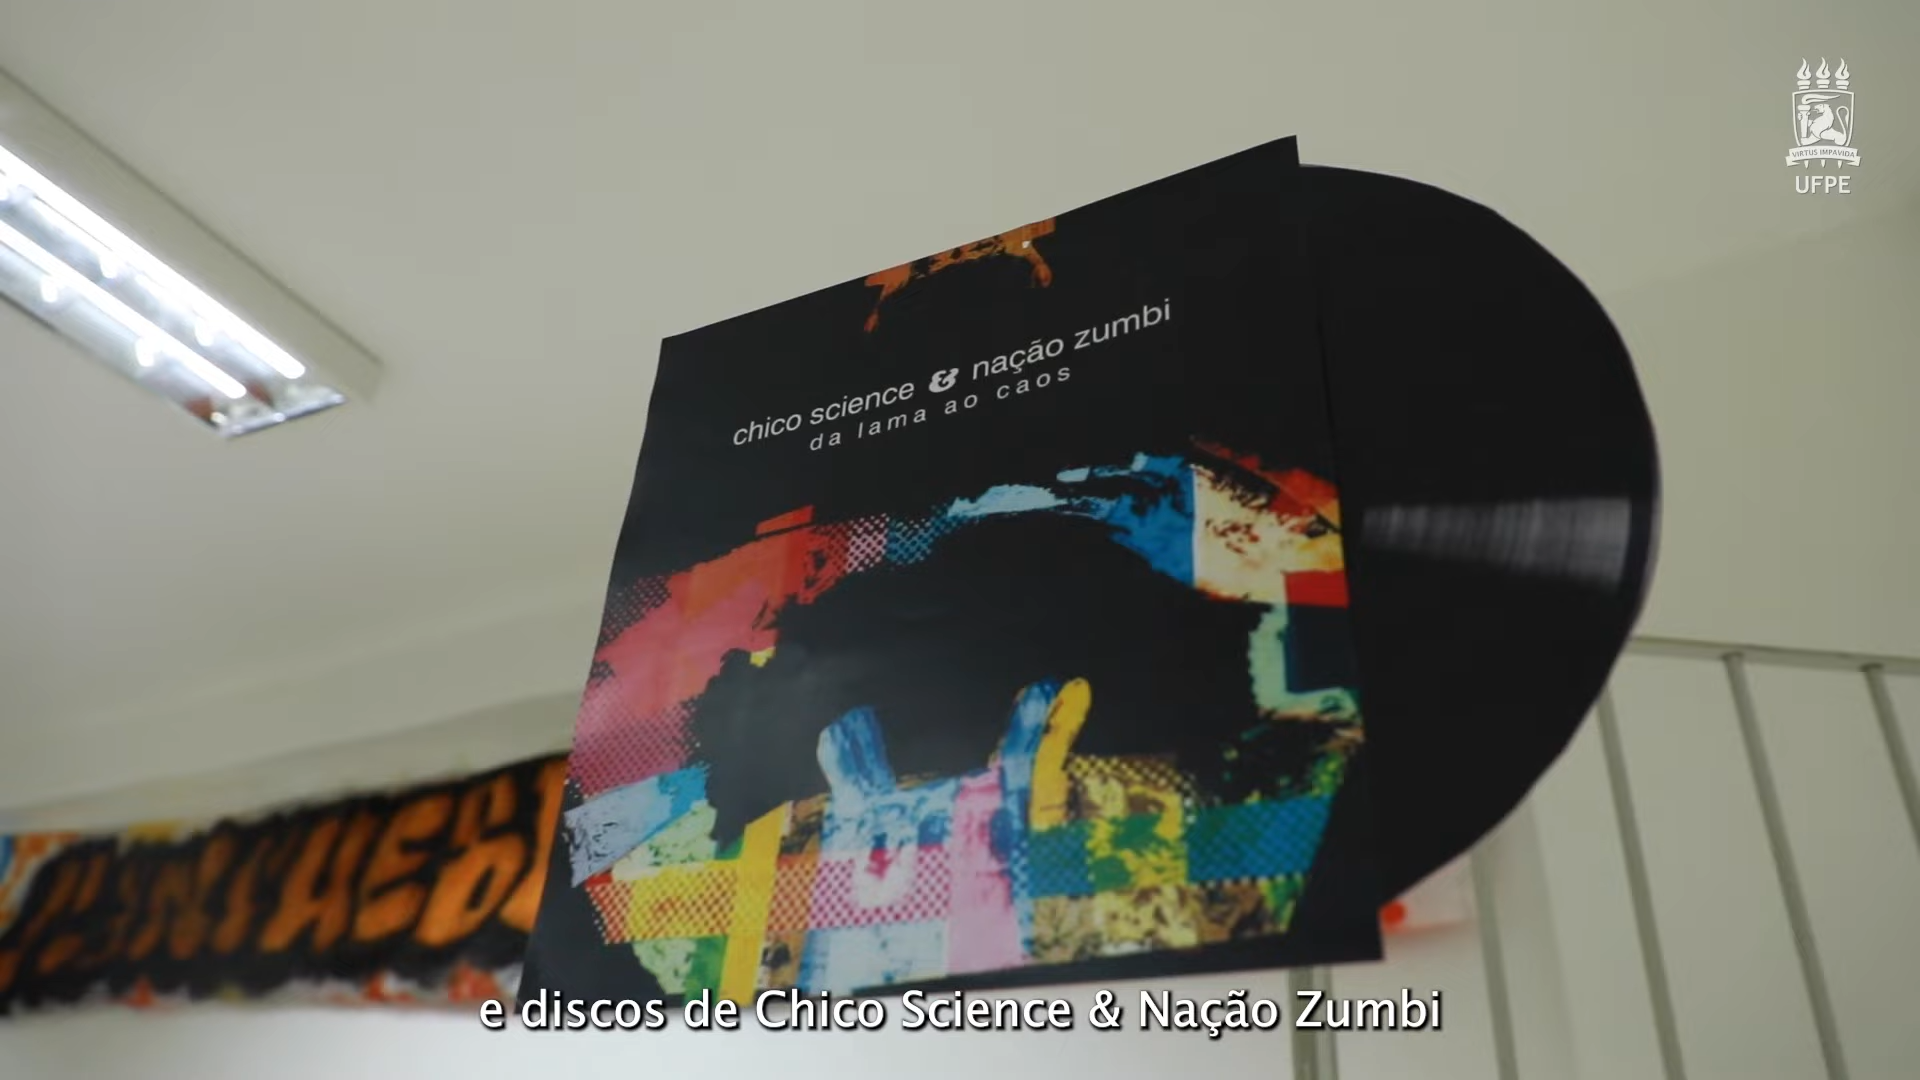 VIRTUS IMPAVIDA
UFPE
chico science & nação zumbi
da lama ao caos
e discos de Chico Science & Nação Zumbi